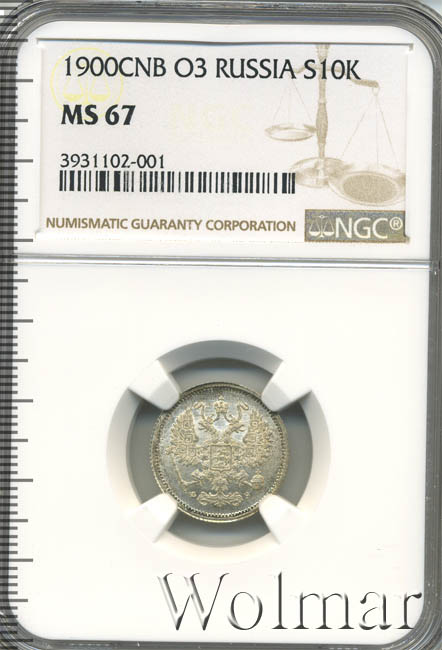 1900CNB O3 RUSSIA S10K
MS 67
3931102-001
NUMISMATIC GUARANTY CORPORATION
NGC®
Wolmar